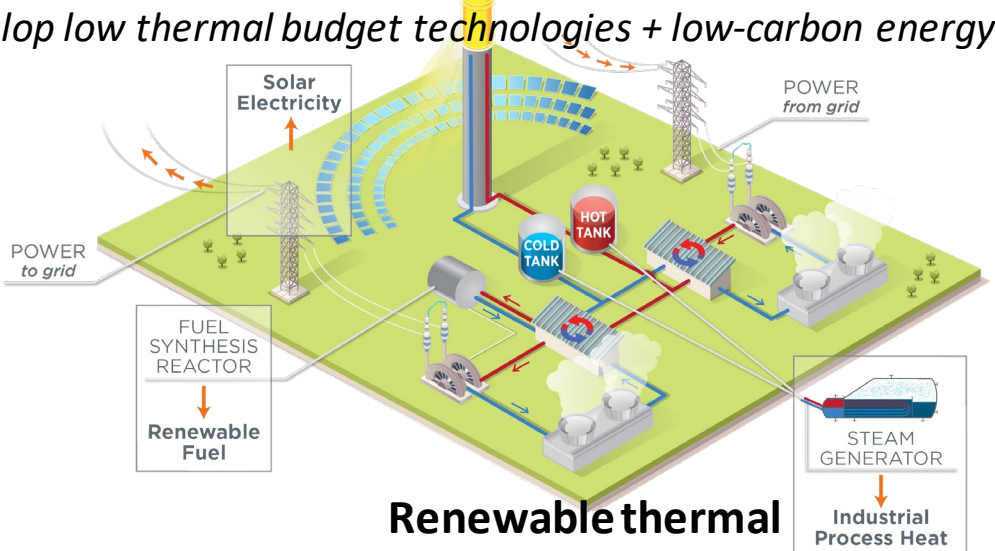 lop low thermal budget technologies + low-carbon energy
Solar
Electricity
POWER
from grid
HOT
TANK
COLD
TANK
POWER
to grid
FUEL
SYNTHESIS
REACTOR
Renewable
Fuel
STEAM
GENERATOR
Renewable thermal
Industrial
Process Heat